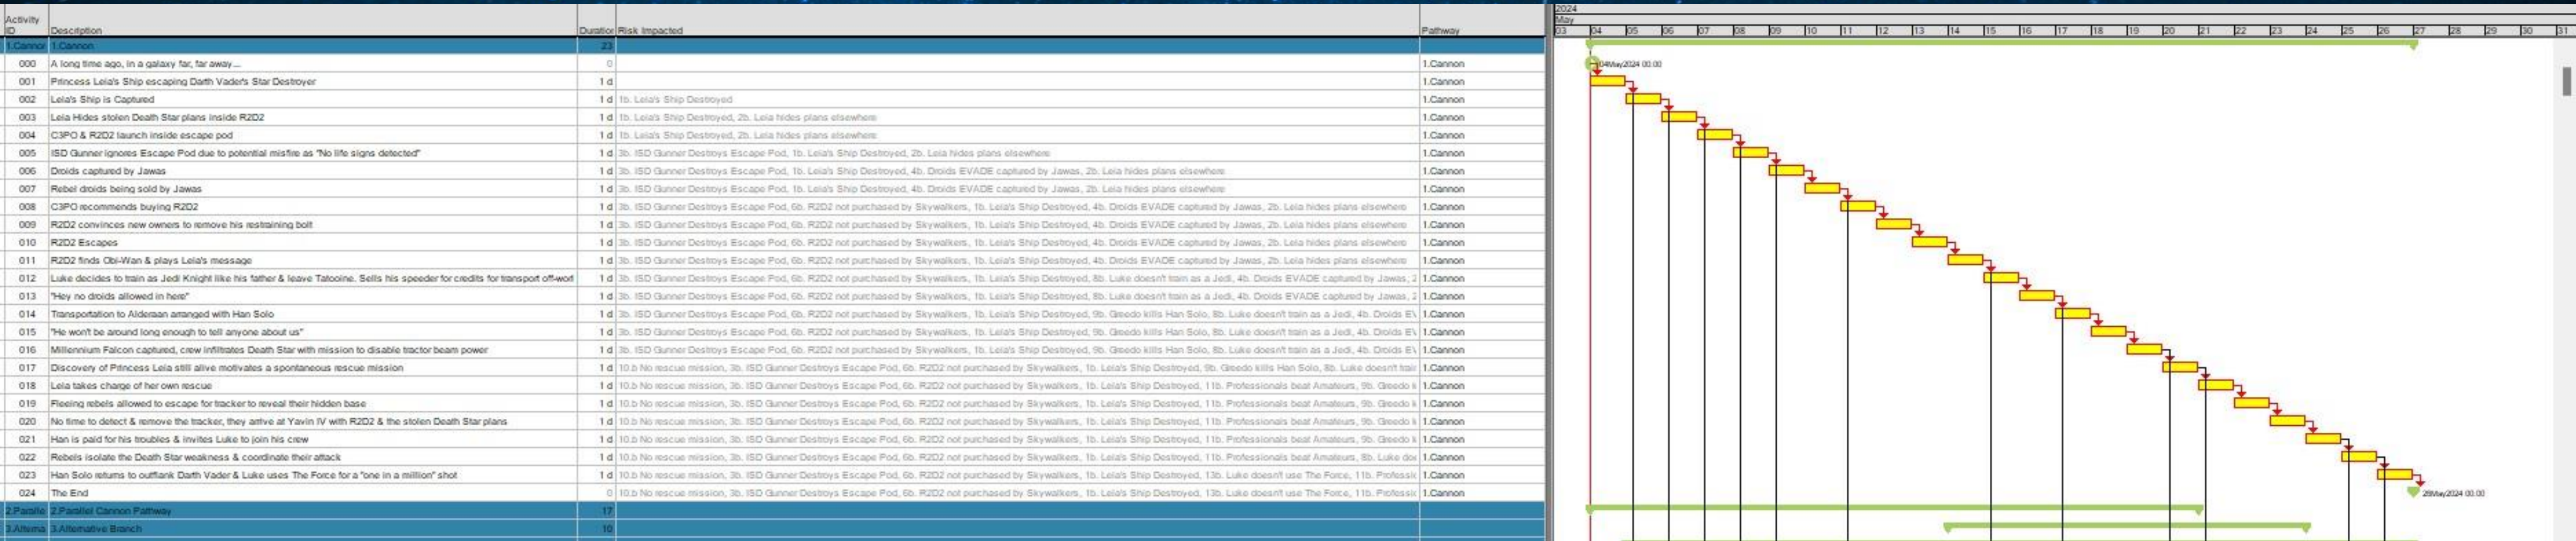 2024
May
Activity ID Description Duration Risk Impacted Pathway 03 04 05 06 07 08 09 10 11 12 13 14 15 16 17 18 19 20 21 22 23 24 25 26 27 28 29 30 31
1.Cannor 1.Cannon 23
000 A long time ago, in a galaxy far, far away... 0 1.Cannon 04May2024 00:00
001 Princess Leia's Ship escaping Darth Vader's Star Destroyer 1 d 1.Cannon
002 Leia's Ship is Captured 1 d 1b. Leia's Ship Destroyed 1.Cannon
003 Leia Hides stolen Death Star plans inside R2D2 1 d 1b. Leia's Ship Destroyed, 2b. Leia hides plans elsewhere 1.Cannon
004 C3PO & R2D2 launch inside escape pod 1 d 1b. Leia's Ship Destroyed, 2b. Leia hides plans elsewhere 1.Cannon
005 ISD Gunner ignores Escape Pod due to potential misfire as "No life signs detected" 1 d 3b. ISD Gunner Destroys Escape Pod, 1b. Leia's Ship Destroyed, 2b. Leia hides plans elsewhere 1.Cannon
006 Droids captured by Jawas 1 d 3b. ISD Gunner Destroys Escape Pod, 1b. Leia's Ship Destroyed, 4b. Droids EVADE captured by Jawas, 2b. Leia hides plans elsewhere 1.Cannon
007 Rebel droids being sold by Jawas 1 d 3b. ISD Gunner Destroys Escape Pod, 1b. Leia's Ship Destroyed, 4b. Droids EVADE captured by Jawas, 2b. Leia hides plans elsewhere 1.Cannon
008 C3PO recommends buying R2D2 1 d 3b. ISD Gunner Destroys Escape Pod, 6b. R2D2 not purchased by Skywalkers, 1b. Leia's Ship Destroyed, 4b. Droids EVADE captured by Jawas, 2b. Leia hides plans elsewhere 1.Cannon
009 R2D2 convinces new owners to remove his restraining bolt 1 d 3b. ISD Gunner Destroys Escape Pod, 6b. R2D2 not purchased by Skywalkers, 1b. Leia's Ship Destroyed, 4b. Droids EVADE captured by Jawas, 2b. Leia hides plans elsewhere 1.Cannon
010 R2D2 Escapes 1 d 3b. ISD Gunner Destroys Escape Pod, 6b. R2D2 not purchased by Skywalkers, 1b. Leia's Ship Destroyed, 4b. Droids EVADE captured by Jawas, 2b. Leia hides plans elsewhere 1.Cannon
011 R2D2 finds Obi-Wan & plays Leia's message 1 d 3b. ISD Gunner Destroys Escape Pod, 6b. R2D2 not purchased by Skywalkers, 1b. Leia's Ship Destroyed, 4b. Droids EVADE captured by Jawas, 2b. Leia hides plans elsewhere 1.Cannon
012 Luke decides to train as Jedi Knight like his father & leave Tatooine. Sells his speeder for credits for transport off-worl 1 d 3b. ISD Gunner Destroys Escape Pod, 6b. R2D2 not purchased by Skywalkers, 1b. Leia's Ship Destroyed, 8b. Luke doesn't train as a Jedi, 4b. Droids EVADE captured by Jawas, 2 1.Cannon
013 "Hey no droids allowed in here" 1 d 3b. ISD Gunner Destroys Escape Pod, 6b. R2D2 not purchased by Skywalkers, 1b. Leia's Ship Destroyed, 8b. Luke doesn't train as a Jedi, 4b. Droids EVADE captured by Jawas, 2 1.Cannon
014 Transportation to Alderaan arranged with Han Solo 1 d 3b. ISD Gunner Destroys Escape Pod, 6b. R2D2 not purchased by Skywalkers, 1b. Leia's Ship Destroyed, 9b. Greedo kills Han Solo, 8b. Luke doesn't train as a Jedi, 4b. Droids EV 1.Cannon
015 "He won't be around long enough to tell anyone about us" 1 d 3b. ISD Gunner Destroys Escape Pod, 6b. R2D2 not purchased by Skywalkers, 1b. Leia's Ship Destroyed, 9b. Greedo kills Han Solo, 8b. Luke doesn't train as a Jedi, 4b. Droids EV 1.Cannon
016 Millennium Falcon captured, crew infiltrates Death Star with mission to disable tractor beam power 1 d 3b. ISD Gunner Destroys Escape Pod, 6b. R2D2 not purchased by Skywalkers, 1b. Leia's Ship Destroyed, 9b. Greedo kills Han Solo, 8b. Luke doesn't train as a Jedi, 4b. Droids EV 1.Cannon
017 Discovery of Princess Leia still alive motivates a spontaneous rescue mission 1 d 10.b No rescue mission, 3b. ISD Gunner Destroys Escape Pod, 6b. R2D2 not purchased by Skywalkers, 1b. Leia's Ship Destroyed, 9b. Greedo kills Han Solo, 8b. Luke doesn't trai 1.Cannon
018 Leia takes charge of her own rescue 1 d 10.b No rescue mission, 3b. ISD Gunner Destroys Escape Pod, 6b. R2D2 not purchased by Skywalkers, 1b. Leia's Ship Destroyed, 11b. Professionals beat Amateurs, 9b. Greedo k 1.Cannon
019 Fleeing rebels allowed to escape for tracker to reveal their hidden base 1 d 10.b No rescue mission, 3b. ISD Gunner Destroys Escape Pod, 6b. R2D2 not purchased by Skywalkers, 1b. Leia's Ship Destroyed, 11b. Professionals beat Amateurs, 9b. Greedo k 1.Cannon
020 No time to detect & remove the tracker, they arrive at Yavin IV with R2D2 & the stolen Death Star plans 1 d 10.b No rescue mission, 3b. ISD Gunner Destroys Escape Pod, 6b. R2D2 not purchased by Skywalkers, 1b. Leia's Ship Destroyed, 11b. Professionals beat Amateurs, 9b. Greedo k 1.Cannon
021 Han is paid for his troubles & invites Luke to join his crew 1 d 10.b No rescue mission, 3b. ISD Gunner Destroys Escape Pod, 6b. R2D2 not purchased by Skywalkers, 1b. Leia's Ship Destroyed, 11b. Professionals beat Amateurs, 9b. Greedo k 1.Cannon
022 Rebels isolate the Death Star weakness & coordinate their attack 1 d 10.b No rescue mission, 3b. ISD Gunner Destroys Escape Pod, 6b. R2D2 not purchased by Skywalkers, 1b. Leia's Ship Destroyed, 11b. Professionals beat Amateurs, 8b. Luke doe 1.Cannon
023 Han Solo returns to outflank Darth Vader & Luke uses The Force for a "one in a million" shot 1 d 10.b No rescue mission, 3b. ISD Gunner Destroys Escape Pod, 6b. R2D2 not purchased by Skywalkers, 1b. Leia's Ship Destroyed, 13b. Luke doesn't use The Force, 11b. Professic 1.Cannon
024 The End 0 10.b No rescue mission, 3b. ISD Gunner Destroys Escape Pod, 6b. R2D2 not purchased by Skywalkers, 1b. Leia's Ship Destroyed, 13b. Luke doesn't use The Force, 11b. Professic 1.Cannon 26May2024 00:00
2.Paralle 2.Parallel Cannon Pathway 17
3.Alterna 3.Alternative Branch 10